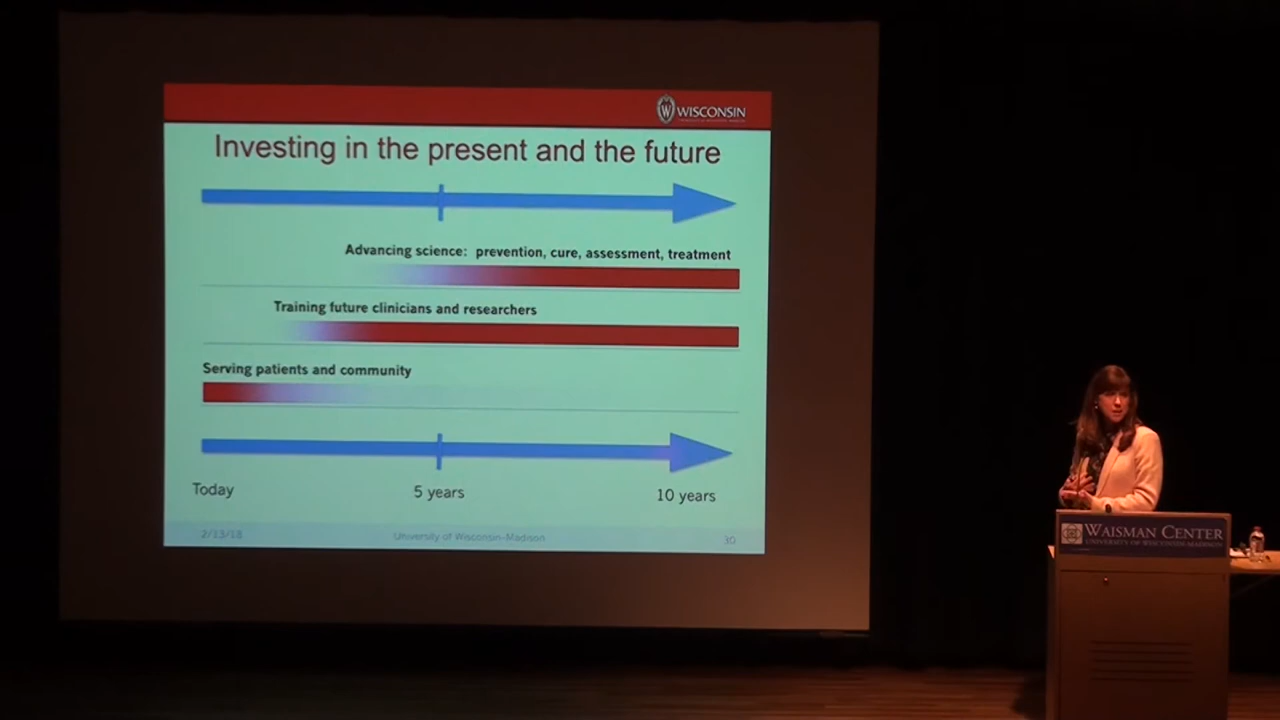 WISCONSIN
Investing in the present and the future
Advancing science: prevention, cure, assessment, treatment
Training future clinicians and researchers
Serving patients and community
Today
5 years
10 years
2/13/18
University of Wisconsin-Madison
30
WAISMAN CENTER
UNIVERSITY OF WISCONSIN-MADISON